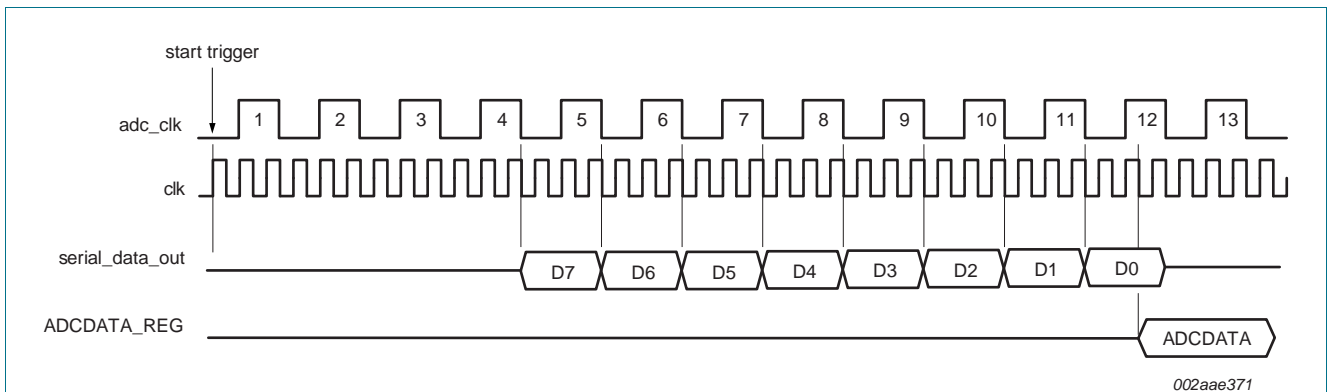 start trigger
adc_clk 1 2 3 4 5 6 7 8 9 10 11 12 13
clk
serial_data_out D7 D6 D5 D4 D3 D2 D1 D0
ADCDATA_REG ADCDATA
002aae371